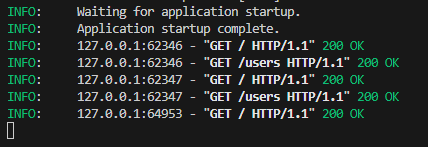 INFO: Waiting for application startup.
INFO: Application startup complete.
INFO: 127.0.0.1:62346 - "GET / HTTP/1.1" 200 OK
INFO: 127.0.0.1:62346 - "GET /users HTTP/1.1" 200 OK
INFO: 127.0.0.1:62347 - "GET / HTTP/1.1" 200 OK
INFO: 127.0.0.1:62347 - "GET /users HTTP/1.1" 200 OK
INFO: 127.0.0.1:64953 - "GET / HTTP/1.1" 200 OK